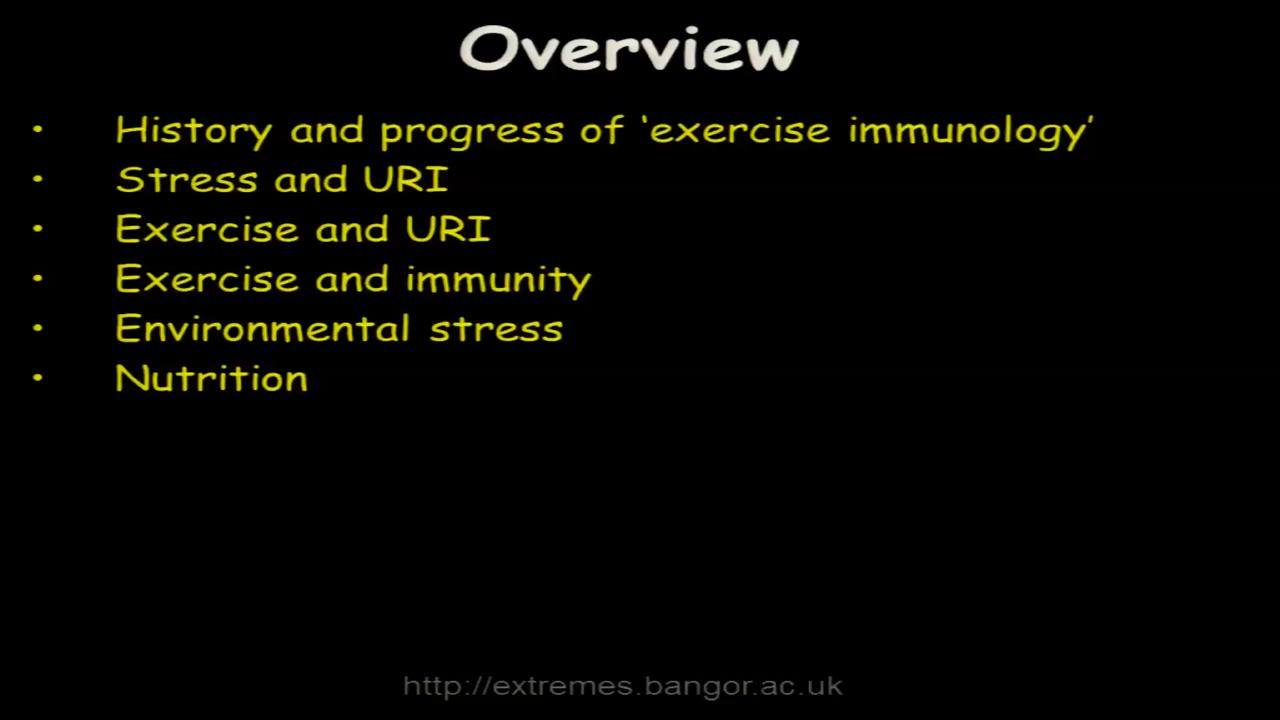 Overview
• History and progress of ‘exercise immunology’
• Stress and URI
• Exercise and URI
• Exercise and immunity
• Environmental stress
• Nutrition
http://extremes.bangor.ac.uk